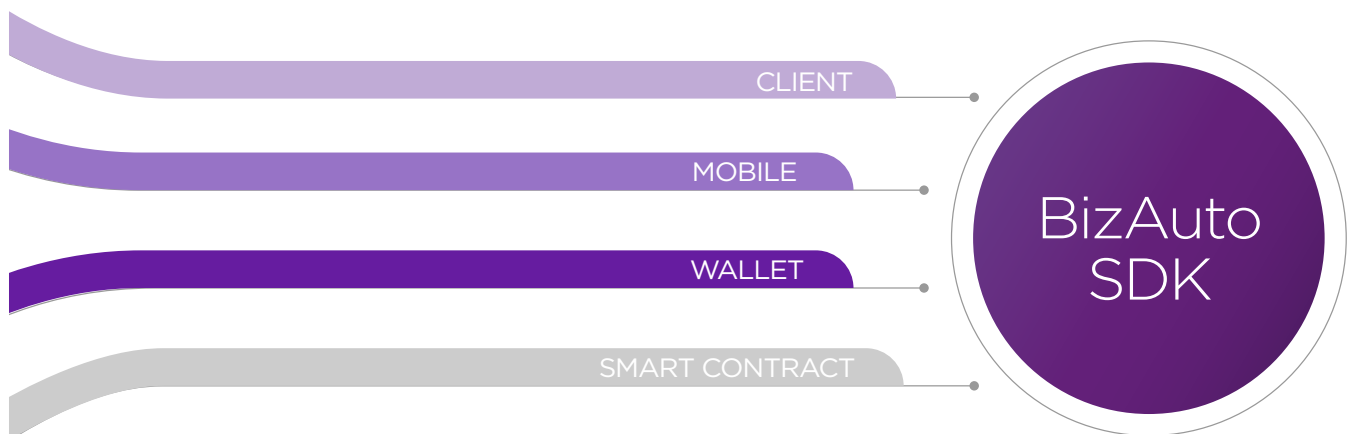 CLIENT
MOBILE
WALLET
SMART CONTRACT
BizAuto
SDK